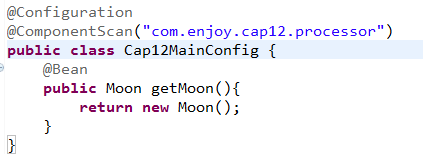 @Configuration
@ComponentScan("com.enjoy.cap12.processor")
public class Cap12MainConfig {
@Bean
public Moon getMoon(){
return new Moon();
}
}